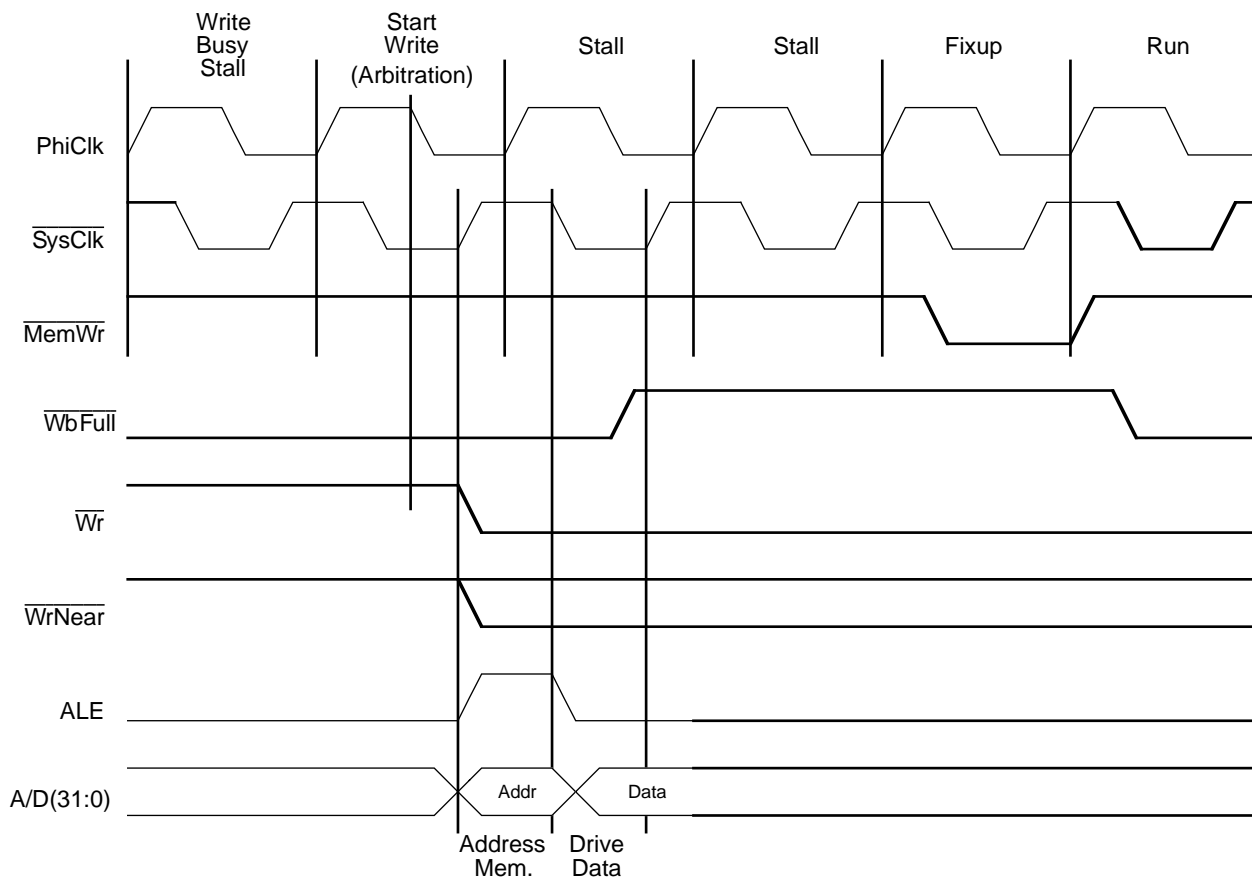 Write
Busy
Stall
Start
Write
(Arbitration)
Stall
Stall
Fixup
Run
PhiClk
SysClk
MemWr
WbFull
Wr
WrNear
ALE
A/D(31:0)
Addr
Data
Address
Mem.
Drive
Data